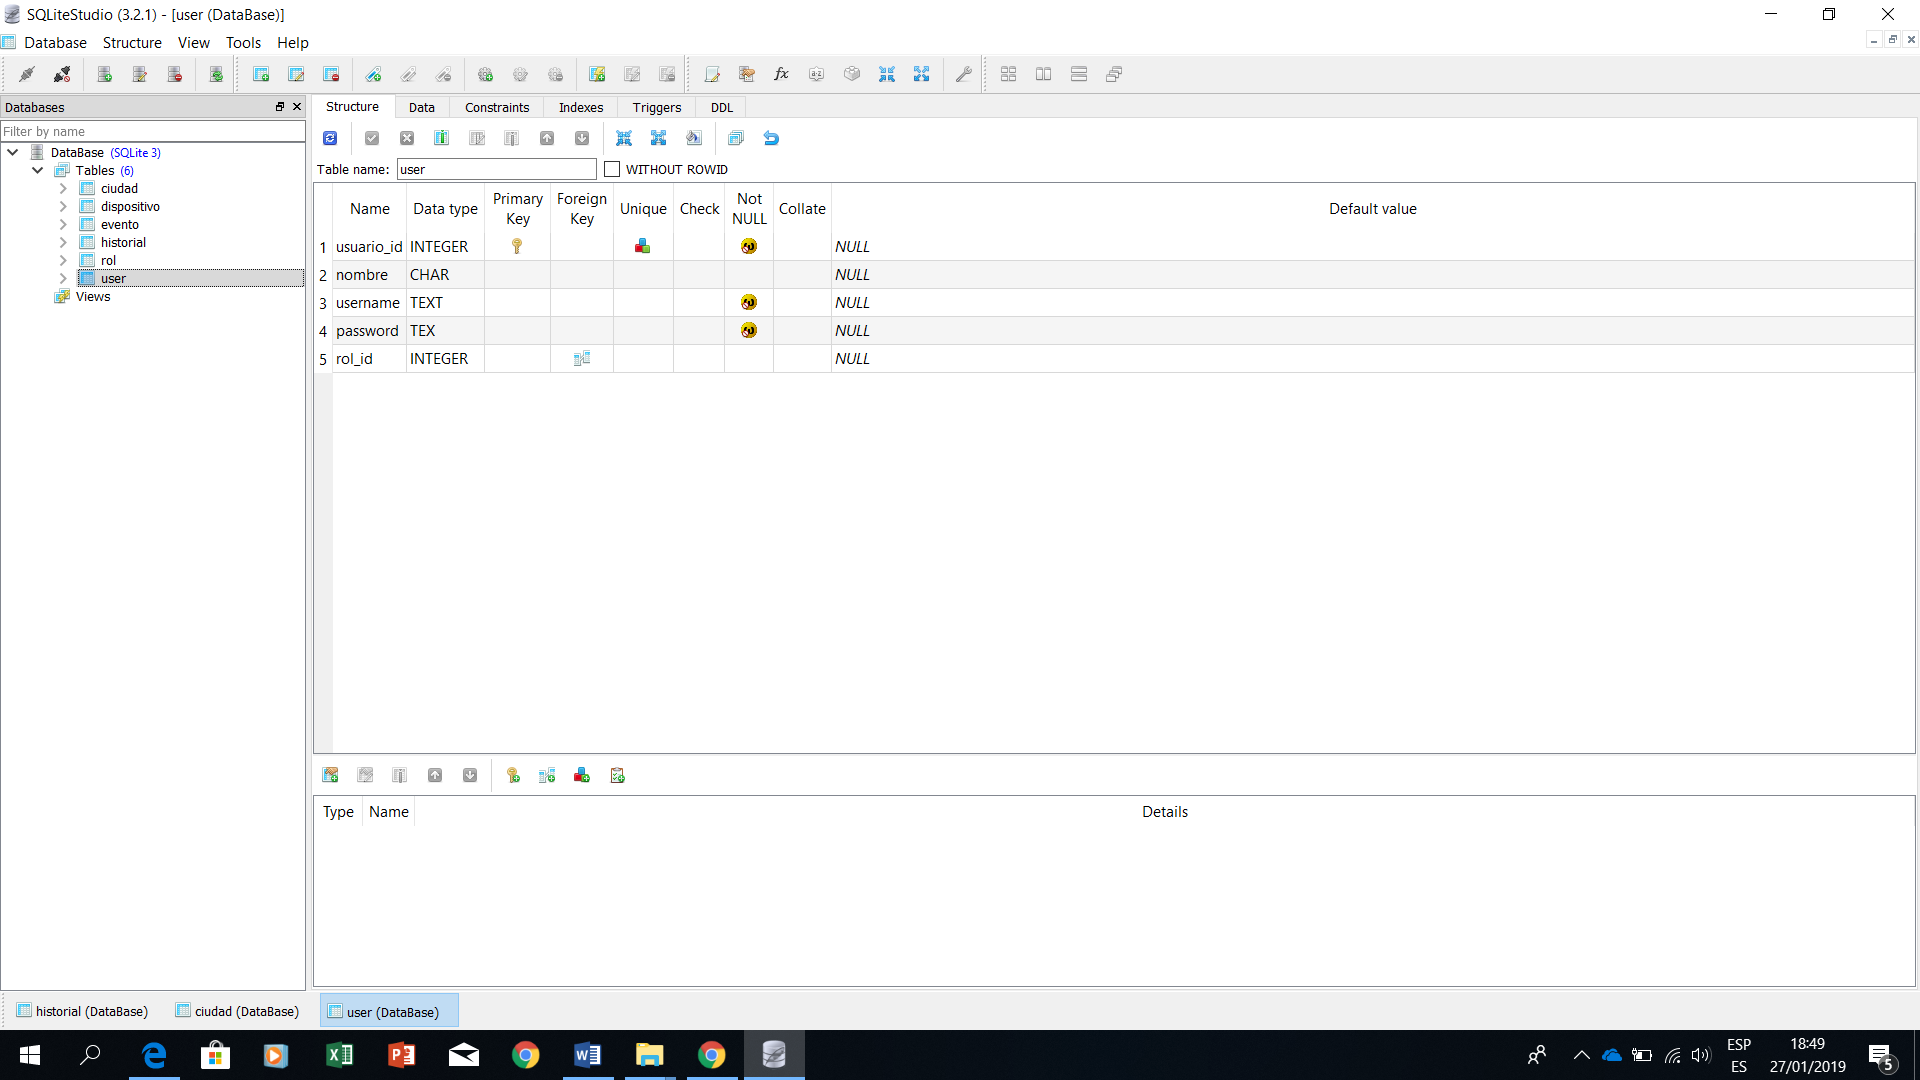 SQLiteStudio (3.2.1) - [user (DataBase)]
Database Structure View Tools Help
Databases
Filter by name
DataBase (SQLite 3)
Tables (6)
ciudad
dispositivo
evento
historial
rol
user
Views
Structure Data Constraints Indexes Triggers DDL
Table name: user WITHOUT ROWID
Name Data type Primary Key Foreign Key Unique Check Not NULL Collate Default value
1 usuario_id INTEGER NULL
2 nombre CHAR NULL
3 username TEXT NULL
4 password TEX NULL
5 rol_id INTEGER NULL
Type Name Details
historial (DataBase) ciudad (DataBase) user (DataBase)
ESP
ES
18:49
27/01/2019
5